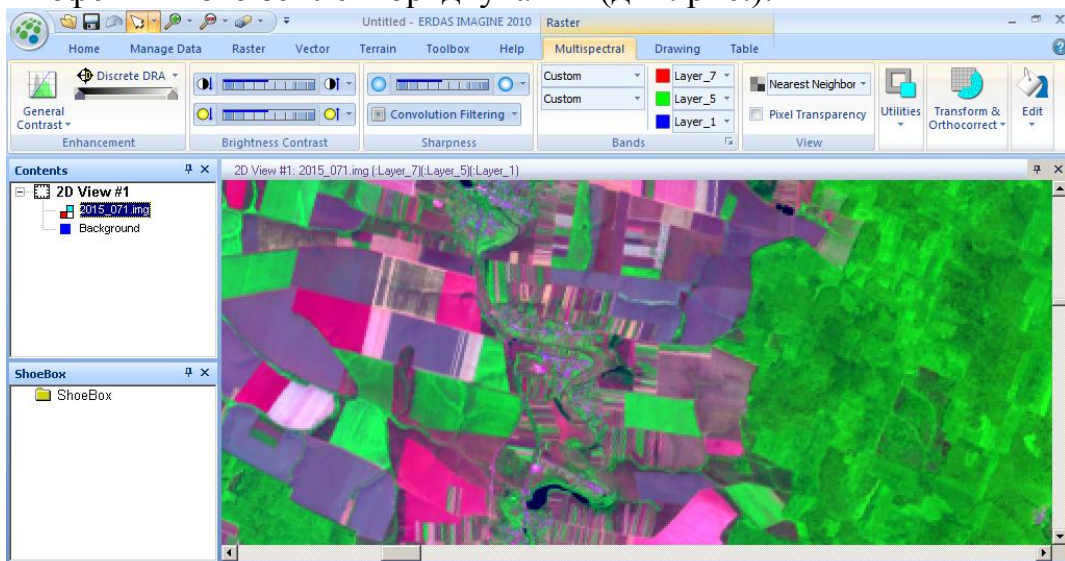 Untitled - ERDAS IMAGINE 2010 Raster
Home Manage Data Raster Vector Terrain Toolbox Help Multispectral Drawing Table
Discrete DRA
General Contrast
Enhancement
Brightness Contrast
Convolution Filtering
Sharpness
Custom
Custom
Layer_7
Layer_5
Layer_1
Bands
Nearest Neighbor
Pixel Transparency
View
Utilities
Transform &
Orthocorrect
Edit
Contents
2D View #1
2015_071.img
Background
ShoeBox
ShoeBox
2D View #1: 2015_071.img (:Layer_7)(:Layer_5)(:Layer_1)